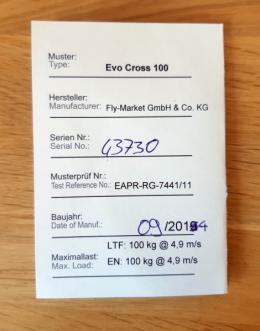 Muster:
Type: Evo Cross 100
Hersteller:
Manufacturer: Fly-Market GmbH & Co. KG
Serien Nr.:
Serial No.: 43730
Musterprüf Nr.:
Test Reference No.: EAPR-RG-7441/11
Baujahr:
Date of Manuf.: 09/2014
LTF: 100 kg @ 4,9 m/s
Maximallast:
Max. Load: EN: 100 kg @ 4,9 m/s